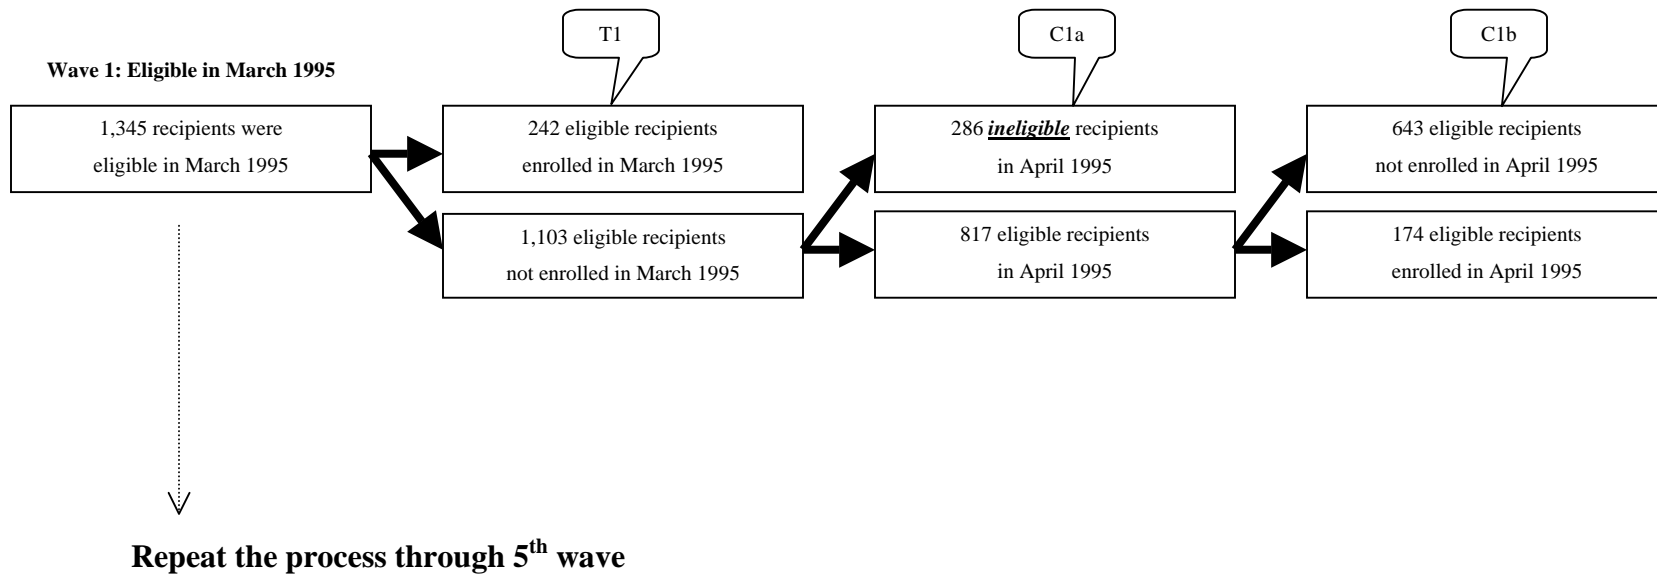 T1
C1a
C1b
Wave 1: Eligible in March 1995
1,345 recipients were
eligible in March 1995
242 eligible recipients
enrolled in March 1995
286 ineligible recipients
in April 1995
643 eligible recipients
not enrolled in April 1995
1,103 eligible recipients
not enrolled in March 1995
817 eligible recipients
in April 1995
174 eligible recipients
enrolled in April 1995
Repeat the process through 5th wave